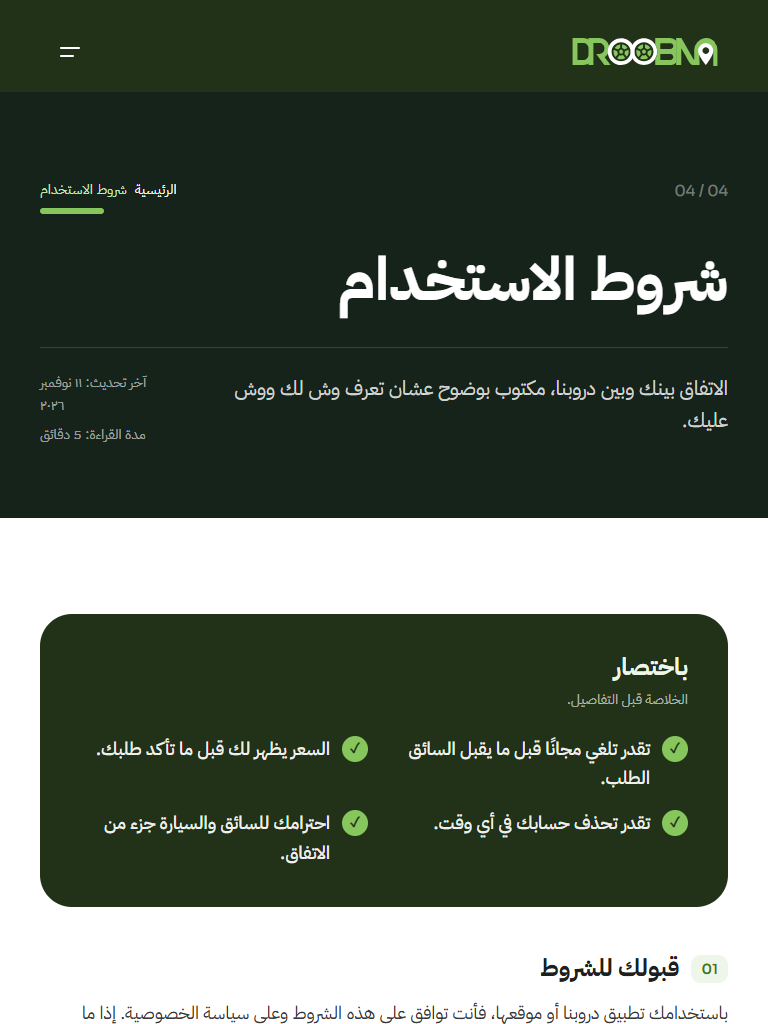 DROOBNA
04 / 04
الرئيسية شروط الاستخدام
شروط الاستخدام
الاتفاق بينك وبين دروبنا، مكتوب بوضوح عشان تعرف وش لك ووش
عليك.
آخر تحديث: ١١ نوفمبر
٢٠٢٦
مدة القراءة: 5 دقائق
باختصار
الخلاصة قبل التفاصيل.
تقدر تلغي مجانًا قبل ما يقبل السائق
الطلب.
السعر يظهر لك قبل ما تأكد طلبك.
تقدر تحذف حسابك في أي وقت.
احترامك للسائق والسيارة جزء من
الاتفاق.
01 قبولك للشروط
باستخدامك تطبيق دروبنا أو موقعها، فأنت توافق على هذه الشروط وعلى سياسة الخصوصية. إذا ما